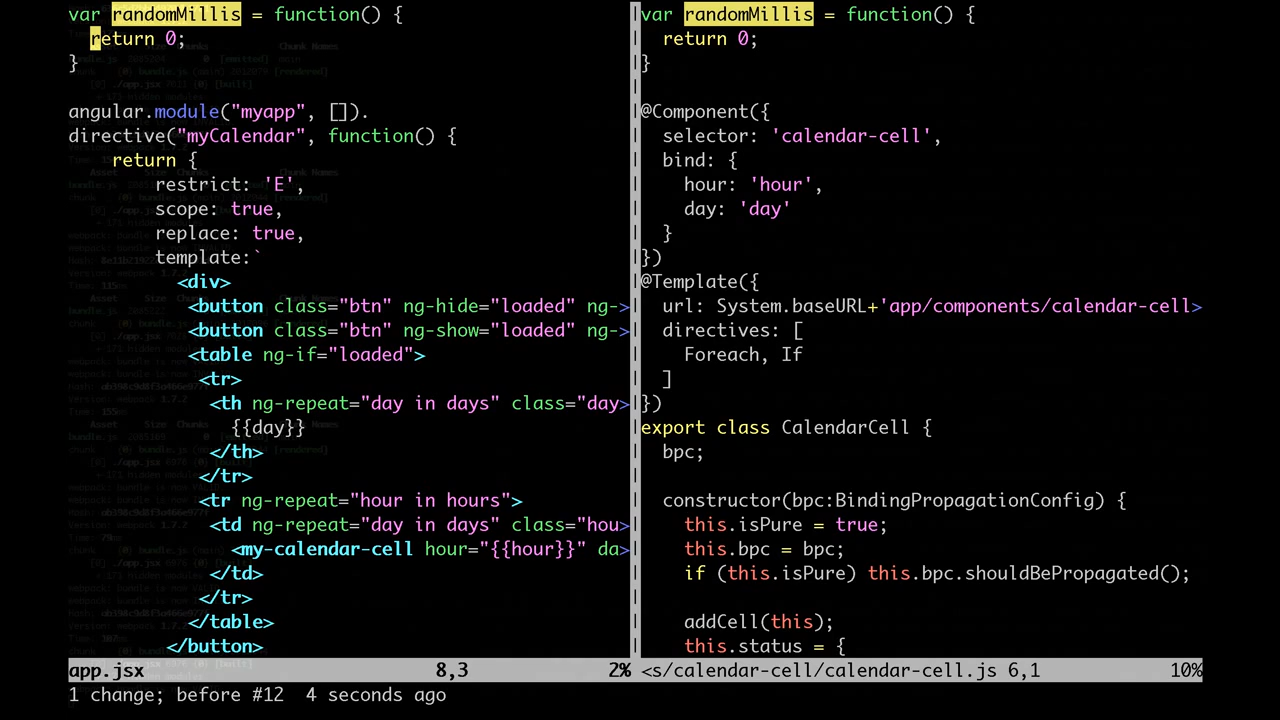 var randomMillis = function() {
  return 0;
}
angular.module("myapp", []).
directive("myCalendar", function() {
    return {
        restrict: 'E',
        scope: true,
        replace: true,
        template:`
          <div>
           <button class="btn" ng-hide="loaded" ng->
           <button class="btn" ng-show="loaded" ng->
           <table ng-if="loaded">
            <tr>
             <th ng-repeat="day in days" class="day>
               {{day}}
             </th>
            </tr>
            <tr ng-repeat="hour in hours">
             <td ng-repeat="day in days" class="hou>
               <my-calendar-cell hour="{{hour}}" da>
             </td>
            </tr>
           </table>
         </button>
app.jsx 8,3 2%
var randomMillis = function() {
  return 0;
}
@Component({
  selector: 'calendar-cell',
  bind: {
    hour: 'hour',
    day: 'day'
  }
})
@Template({
  url: System.baseURL+'app/components/calendar-cell>
  directives: [
    Foreach, If
  ]
})
export class CalendarCell {
  bpc;
  constructor(bpc:BindingPropagationConfig) {
    this.isPure = true;
    this.bpc = bpc;
    if (this.isPure) this.bpc.shouldBePropagated();
    addCell(this);
    this.status = {
<s/calendar-cell/calendar-cell.js 6,1 10%
1 change; before #12  4 seconds ago